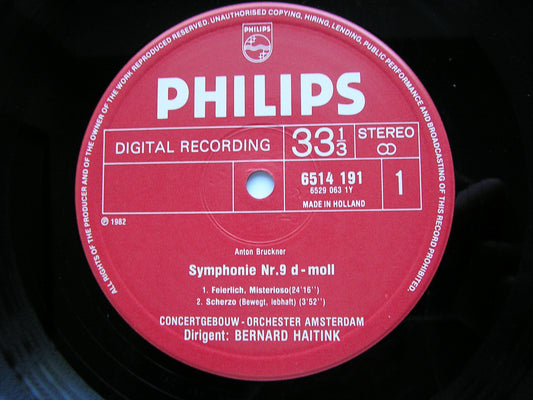 ALL RIGHTS OF THE PRODUCER AND OF THE OWNER OF THE WORK REPRODUCED RESERVED. UNAUTHORISED COPYING, HIRING, LENDING, PUBLIC PERFORMANCE AND BROADCASTING OF THIS RECORD PROHIBITED.
PHILIPS
PHILIPS
DIGITAL RECORDING
33 1/3
STEREO
6514 191
6529 063 1Y
MADE IN HOLLAND
1
℗ 1982
Anton Bruckner
Symphonie Nr.9 d-moll
1. Feierlich, Misterioso(24'16'')
2. Scherzo (Bewegt, lebhaft) (3'52'')
CONCERTGEBOUW-ORCHESTER AMSTERDAM
Dirigent: BERNARD HAITINK